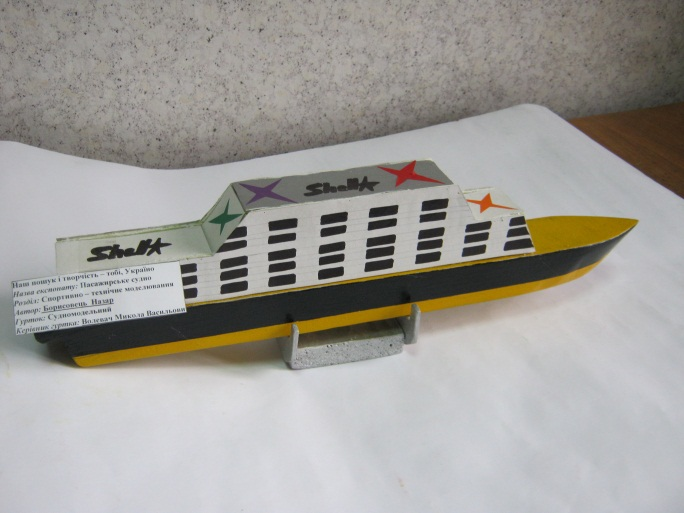 Shell
Shell
Наш пошук і творчість – тобі, Україно
Назва експонату: Пасажирське судно
Розділ: Спортивно – технічне моделювання
Автор: Борисовець Назар
Гурток: Судномодельний
Керівник гуртка: Волевач Микола Васильович